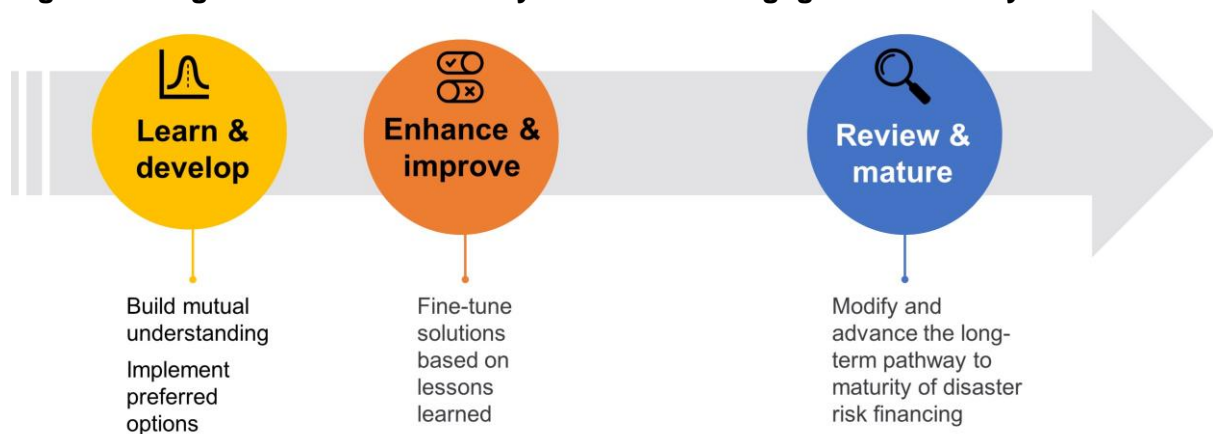 Learn &
develop
Enhance &
improve
Review &
mature
Build mutual
understanding
Implement
preferred
options
Fine-tune
solutions
based on
lessons
learned
Modify and
advance the long-
term pathway to
maturity of disaster
risk financing